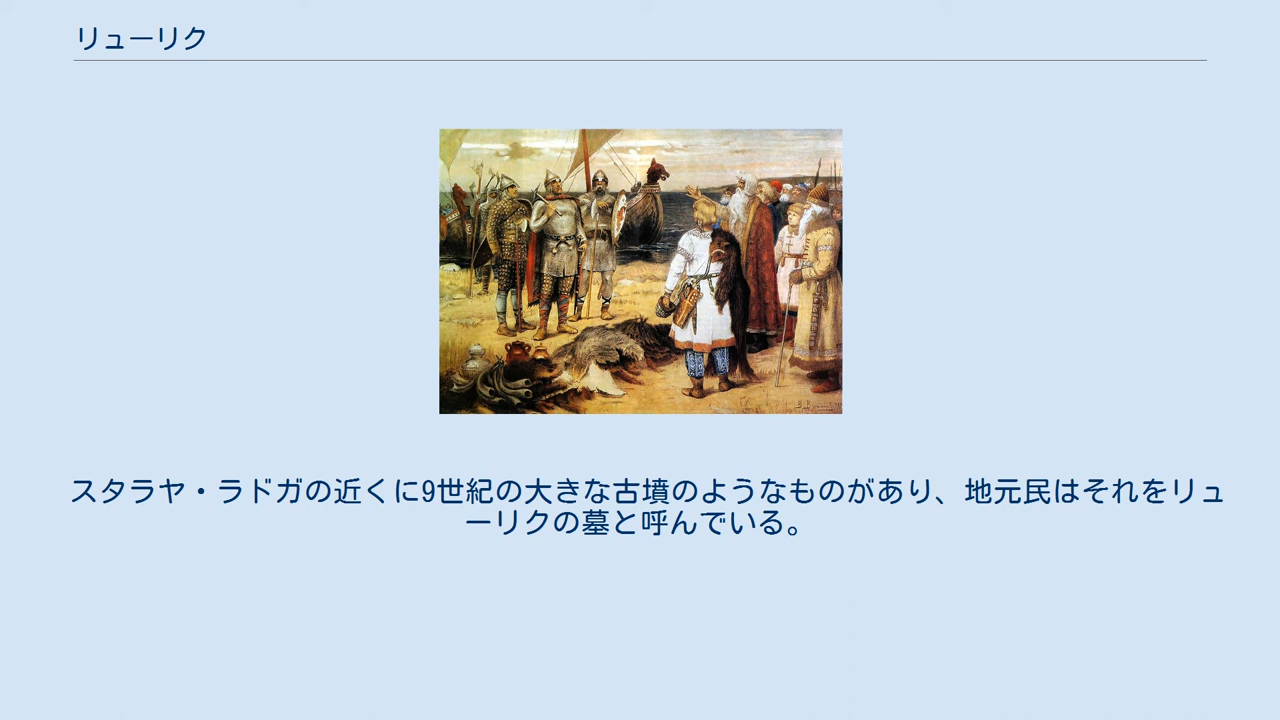 リューリク
スタラヤ・ラドガの近くに9世紀の大きな古墳のようなものがあり、地元民はそれをリュ
ーリクの墓と呼んでいる。